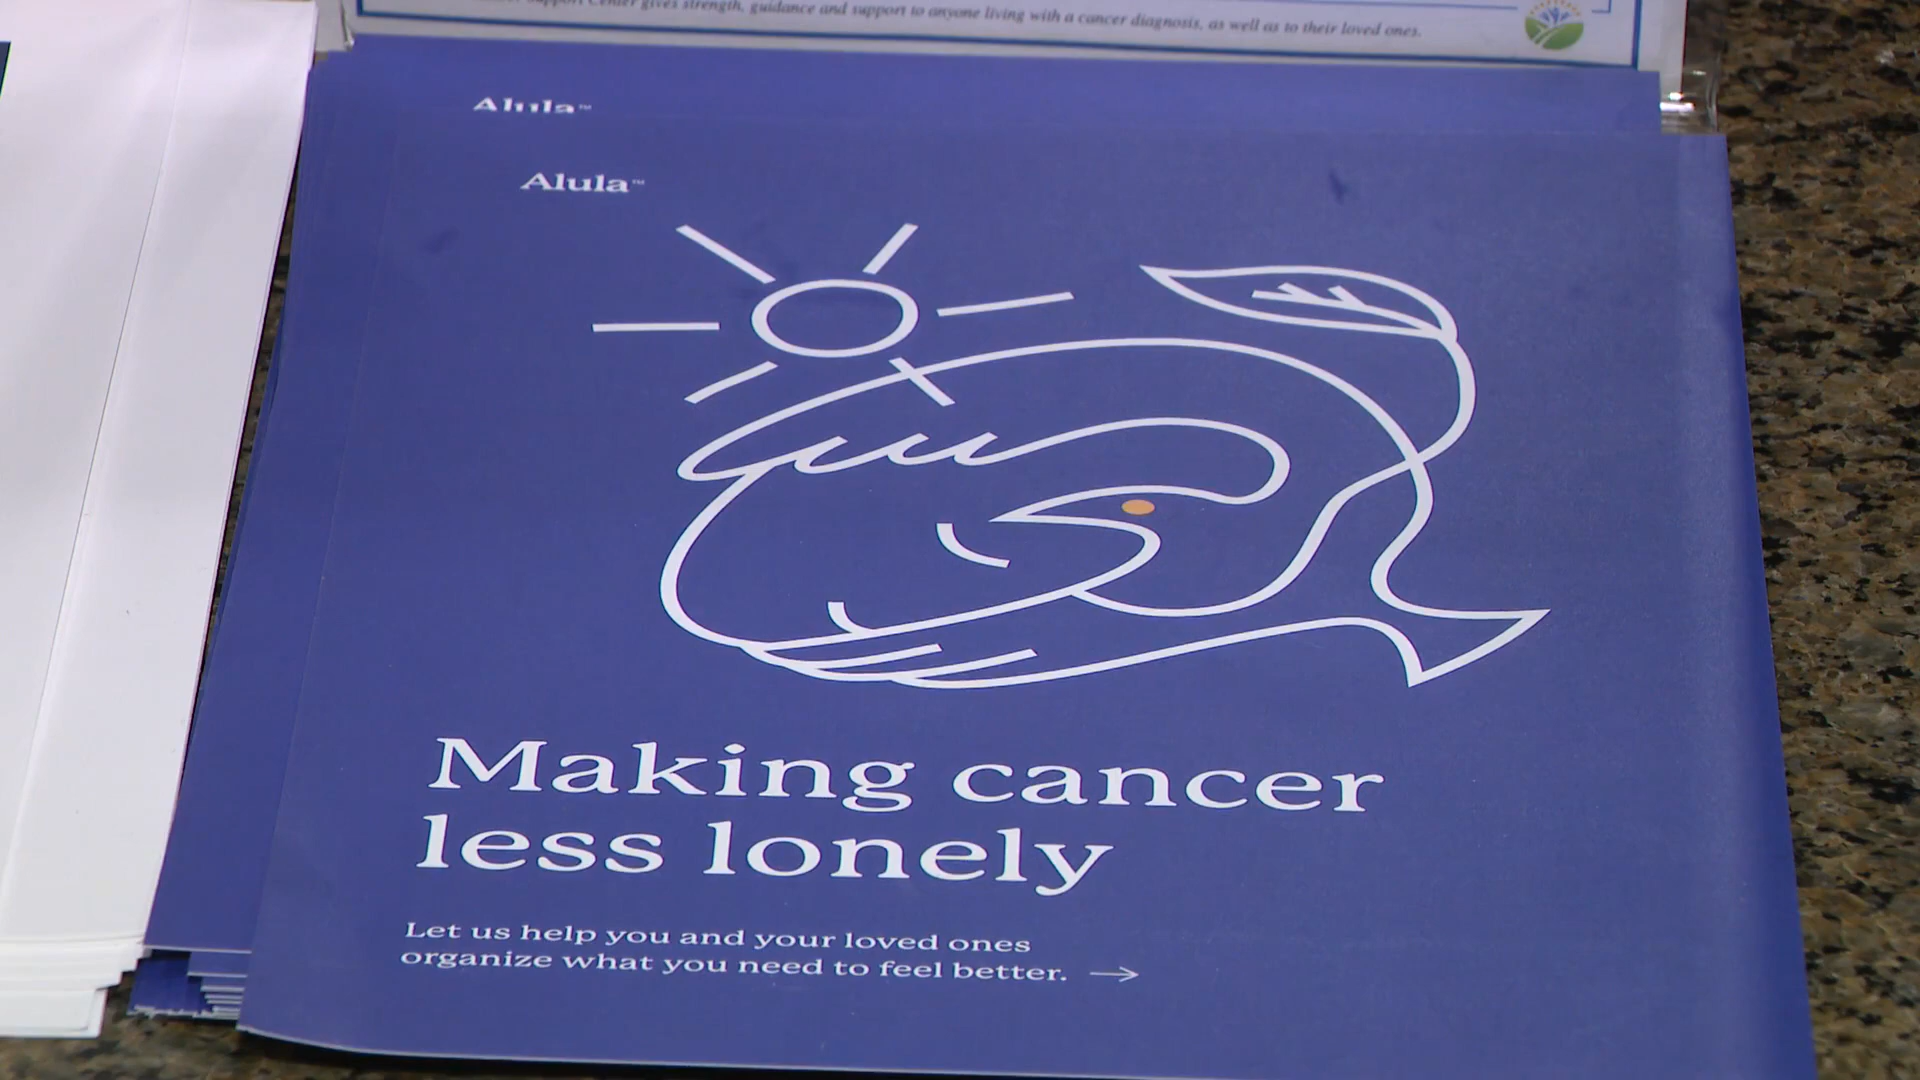 Support Center gives strength, guidance and support to anyone living with a cancer diagnosis, as well as to their loved ones.
Alula™
Alula™
Making cancer
less lonely
Let us help you and your loved ones
organize what you need to feel better. →